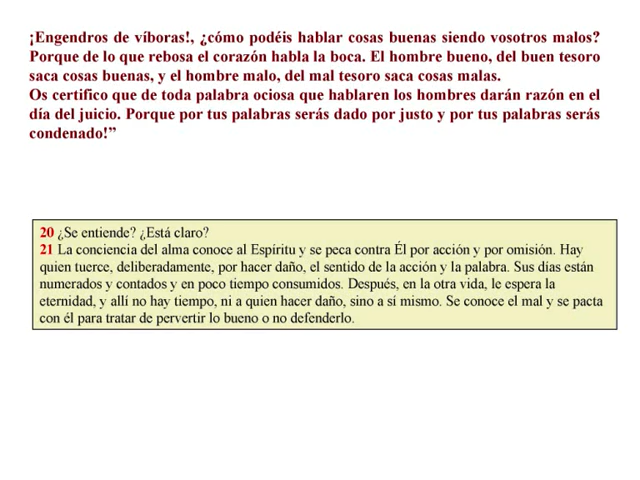 ¡Engendros de víboras!, ¿cómo podéis hablar cosas buenas siendo vosotros malos?
Porque de lo que rebosa el corazón habla la boca. El hombre bueno, del buen tesoro
saca cosas buenas, y el hombre malo, del mal tesoro saca cosas malas.
Os certifico que de toda palabra ociosa que hablaren los hombres darán razón en el
día del juicio. Porque por tus palabras serás dado por justo y por tus palabras serás
condenado!”
20 ¿Se entiende? ¿Está claro?
21 La conciencia del alma conoce al Espíritu y se peca contra Él por acción y por omisión. Hay
quien tuerce, deliberadamente, por hacer daño, el sentido de la acción y la palabra. Sus días están
numerados y contados y en poco tiempo consumidos. Después, en la otra vida, le espera la
eternidad, y allí no hay tiempo, ni a quien hacer daño, sino a sí mismo. Se conoce el mal y se pacta
con él para tratar de pervertir lo bueno o no defenderlo.